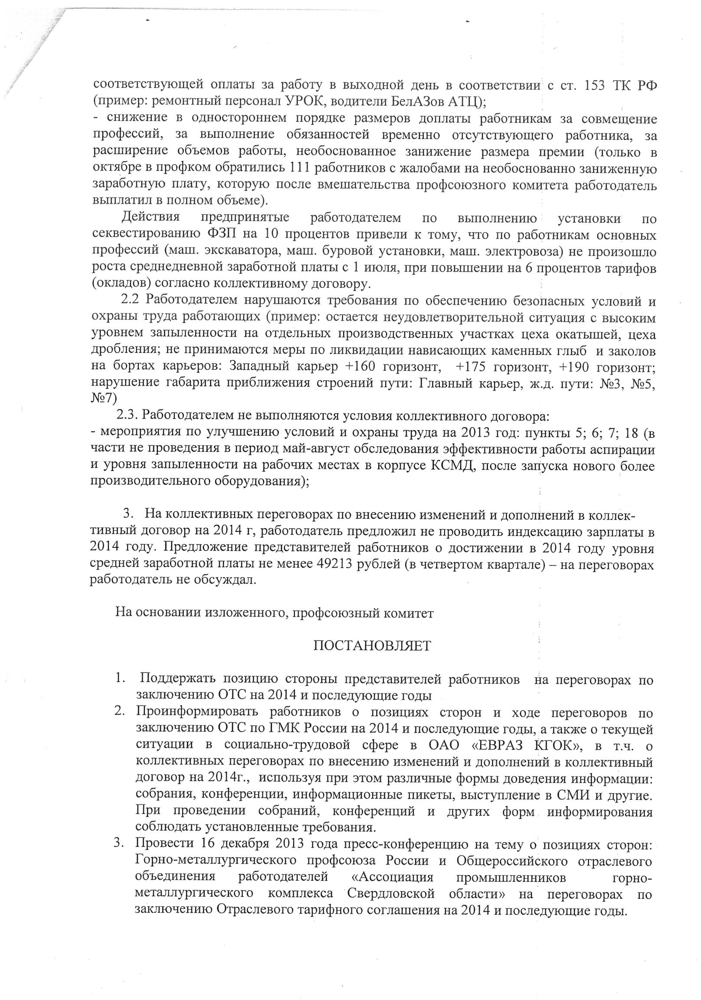 соответствующей оплаты за работу в выходной день в соответствии с ст. 153 ТК РФ
(пример: ремонтный персонал УРОК, водители БелАЗов АТЦ);
- снижение в одностороннем порядке размеров доплаты работникам за совмещение
профессий, за выполнение обязанностей временно отсутствующего работника, за
расширение объемов работы, необоснованное занижение размера премии (только в
октябре в профком обратились 111 работников с жалобами на необоснованно заниженную
заработную плату, которую после вмешательства профсоюзного комитета работодатель
выплатил в полном объеме).
Действия предпринятые работодателем по выполнению установки по
секвестированию ФЗП на 10 процентов привели к тому, что по работникам основных
профессий (маш. экскаватора, маш. буровой установки, маш. электровоза) не произошло
роста среднедневной заработной платы с 1 июля, при повышении на 6 процентов тарифов
(окладов) согласно коллективному договору.
2.2 Работодателем нарушаются требования по обеспечению безопасных условий и
охраны труда работающих (пример: остается неудовлетворительной ситуация с высоким
уровнем запыленности на отдельных производственных участках цеха окатышей, цеха
дробления; не принимаются меры по ликвидации нависающих каменных глыб и заколов
на бортах карьеров: Западный карьер +160 горизонт, +175 горизонт, +190 горизонт;
нарушение габарита приближения строений пути: Главный карьер, ж.д. пути: №3, №5,
№7)
2.3. Работодателем не выполняются условия коллективного договора:
- мероприятия по улучшению условий и охраны труда на 2013 год: пункты 5; 6; 7; 18 (в
части не проведения в период май-август обследования эффективности работы аспирации
и уровня запыленности на рабочих местах в корпусе КСМД, после запуска нового более
производительного оборудования);
3. На коллективных переговорах по внесению изменений и дополнений в коллек-
тивный договор на 2014 г, работодатель предложил не проводить индексацию зарплаты в
2014 году. Предложение представителей работников о достижении в 2014 году уровня
средней заработной платы не менее 49213 рублей (в четвертом квартале) – на переговорах
работодатель не обсуждал.
На основании изложенного, профсоюзный комитет
ПОСТАНОВЛЯЕТ
1. Поддержать позицию стороны представителей работников на переговорах по
заключению ОТС на 2014 и последующие годы
2. Проинформировать работников о позициях сторон и ходе переговоров по
заключению ОТС по ГМК России на 2014 и последующие годы, а также о текущей
ситуации в социально-трудовой сфере в ОАО «ЕВРАЗ КГОК», в т.ч. о
коллективных переговорах по внесению изменений и дополнений в коллективный
договор на 2014г., используя при этом различные формы доведения информации:
собрания, конференции, информационные пикеты, выступление в СМИ и другие.
При проведении собраний, конференций и других форм информирования
соблюдать установленные требования.
3. Провести 16 декабря 2013 года пресс-конференцию на тему о позициях сторон:
Горно-металлургического профсоюза России и Общероссийского отраслевого
объединения работодателей «Ассоциация промышленников горно-
металлургического комплекса Свердловской области» на переговорах по
заключению Отраслевого тарифного соглашения на 2014 и последующие годы.